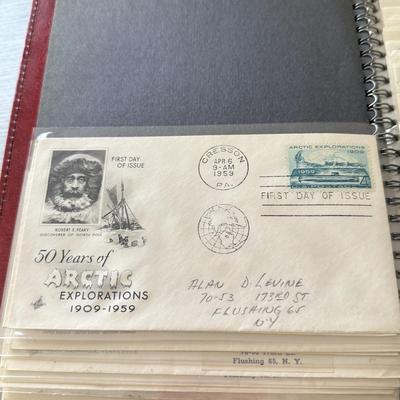 FIRST DAY
OF ISSUE
ROBERT E. PEARY
DISCOVERER OF NORTH POLE
50 Years of
ARCTIC
EXPLORATIONS
1909-1959
CRESSON
APR 6
9-AM
1959
PA.
ARCTIC EXPLORATIONS
1909
1959
FIRST DAY OF ISSUE
ALAN D. LEVINE
70-53 173RD ST
FLUSHING 65
N.Y.
Flushing 65, N. Y.